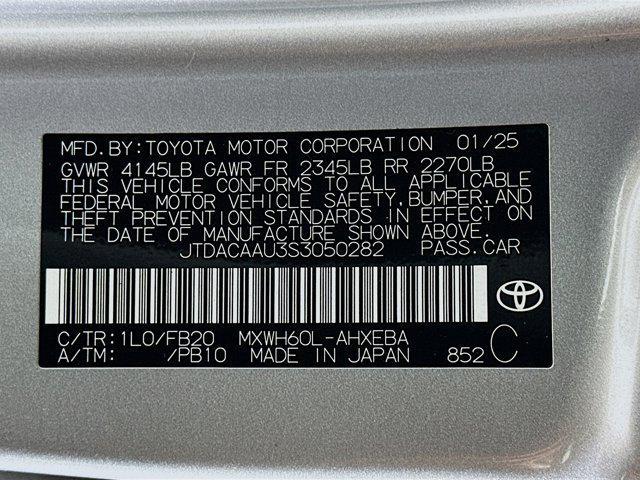 MFD. BY: TOYOTA MOTOR CORPORATION 01/25
GVWR 4145LB GAWR FR 2345LB RR 2270LB
THIS VEHICLE CONFORMS TO ALL APPLICABLE
FEDERAL MOTOR VEHICLE SAFETY, BUMPER, AND
THEFT PREVENTION STANDARDS IN EFFECT ON
THE DATE OF MANUFACTURE SHOWN ABOVE.
JTDACAAU3S3050282 PASS. CAR
C/TR: 1L0/FB20 MXWH60L-AHXEBA
A/TM: /PB10 MADE IN JAPAN 852 C